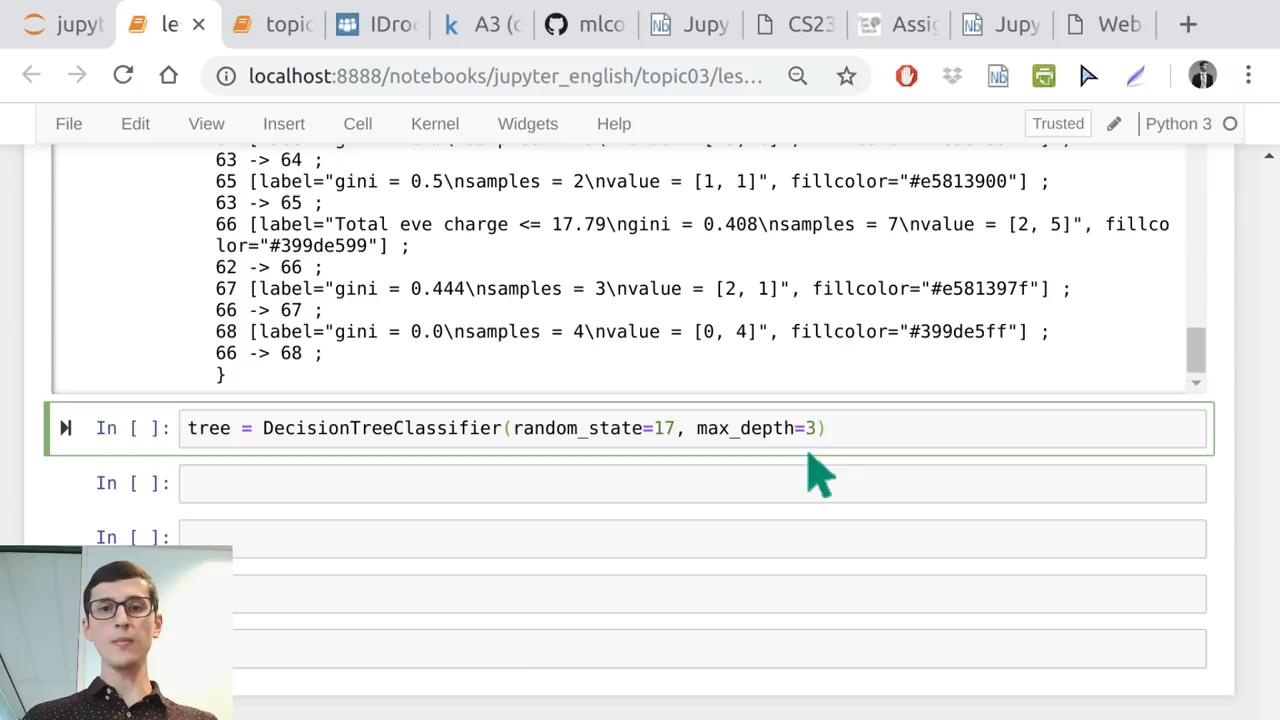 jupyt
le
topic
IDroo
A3 (c
mlco
Jupy
CS23
Assig
Jupy
Web
localhost:8888/notebooks/jupyter_english/topic03/les...
File Edit View Insert Cell Kernel Widgets Help Trusted Python 3
63 -> 64 ;
65 [label="gini = 0.5\nsamples = 2\nvalue = [1, 1]", fillcolor="#e5813900"] ;
63 -> 65 ;
66 [label="Total eve charge <= 17.79\ngini = 0.408\nsamples = 7\nvalue = [2, 5]", fillco
lor="#399de599"] ;
62 -> 66 ;
67 [label="gini = 0.444\nsamples = 3\nvalue = [2, 1]", fillcolor="#e581397f"] ;
66 -> 67 ;
68 [label="gini = 0.0\nsamples = 4\nvalue = [0, 4]", fillcolor="#399de5ff"] ;
66 -> 68 ;
}
In [ ]: tree = DecisionTreeClassifier(random_state=17, max_depth=3)
In [ ]:
In [ ]: